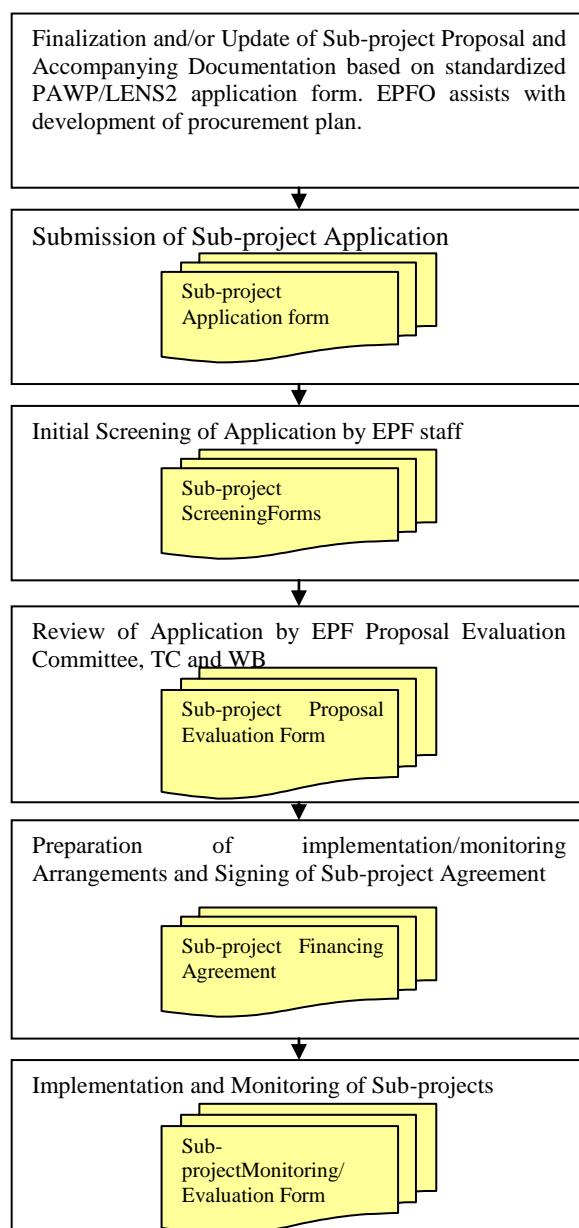 Finalization and/or Update of Sub-project Proposal and
Accompanying Documentation based on standardized
PAWP/LENS2 application form. EPFO assists with
development of procurement plan.
Submission of Sub-project Application
Sub-project
Application form
Initial Screening of Application by EPF staff
Sub-project
ScreeningForms
Review of Application by EPF Proposal Evaluation
Committee, TC and WB
Sub-project Proposal
Evaluation Form
Preparation of implementation/monitoring
Arrangements and Signing of Sub-project Agreement
Sub-project Financing
Agreement
Implementation and Monitoring of Sub-projects
Sub-
projectMonitoring/
Evaluation Form